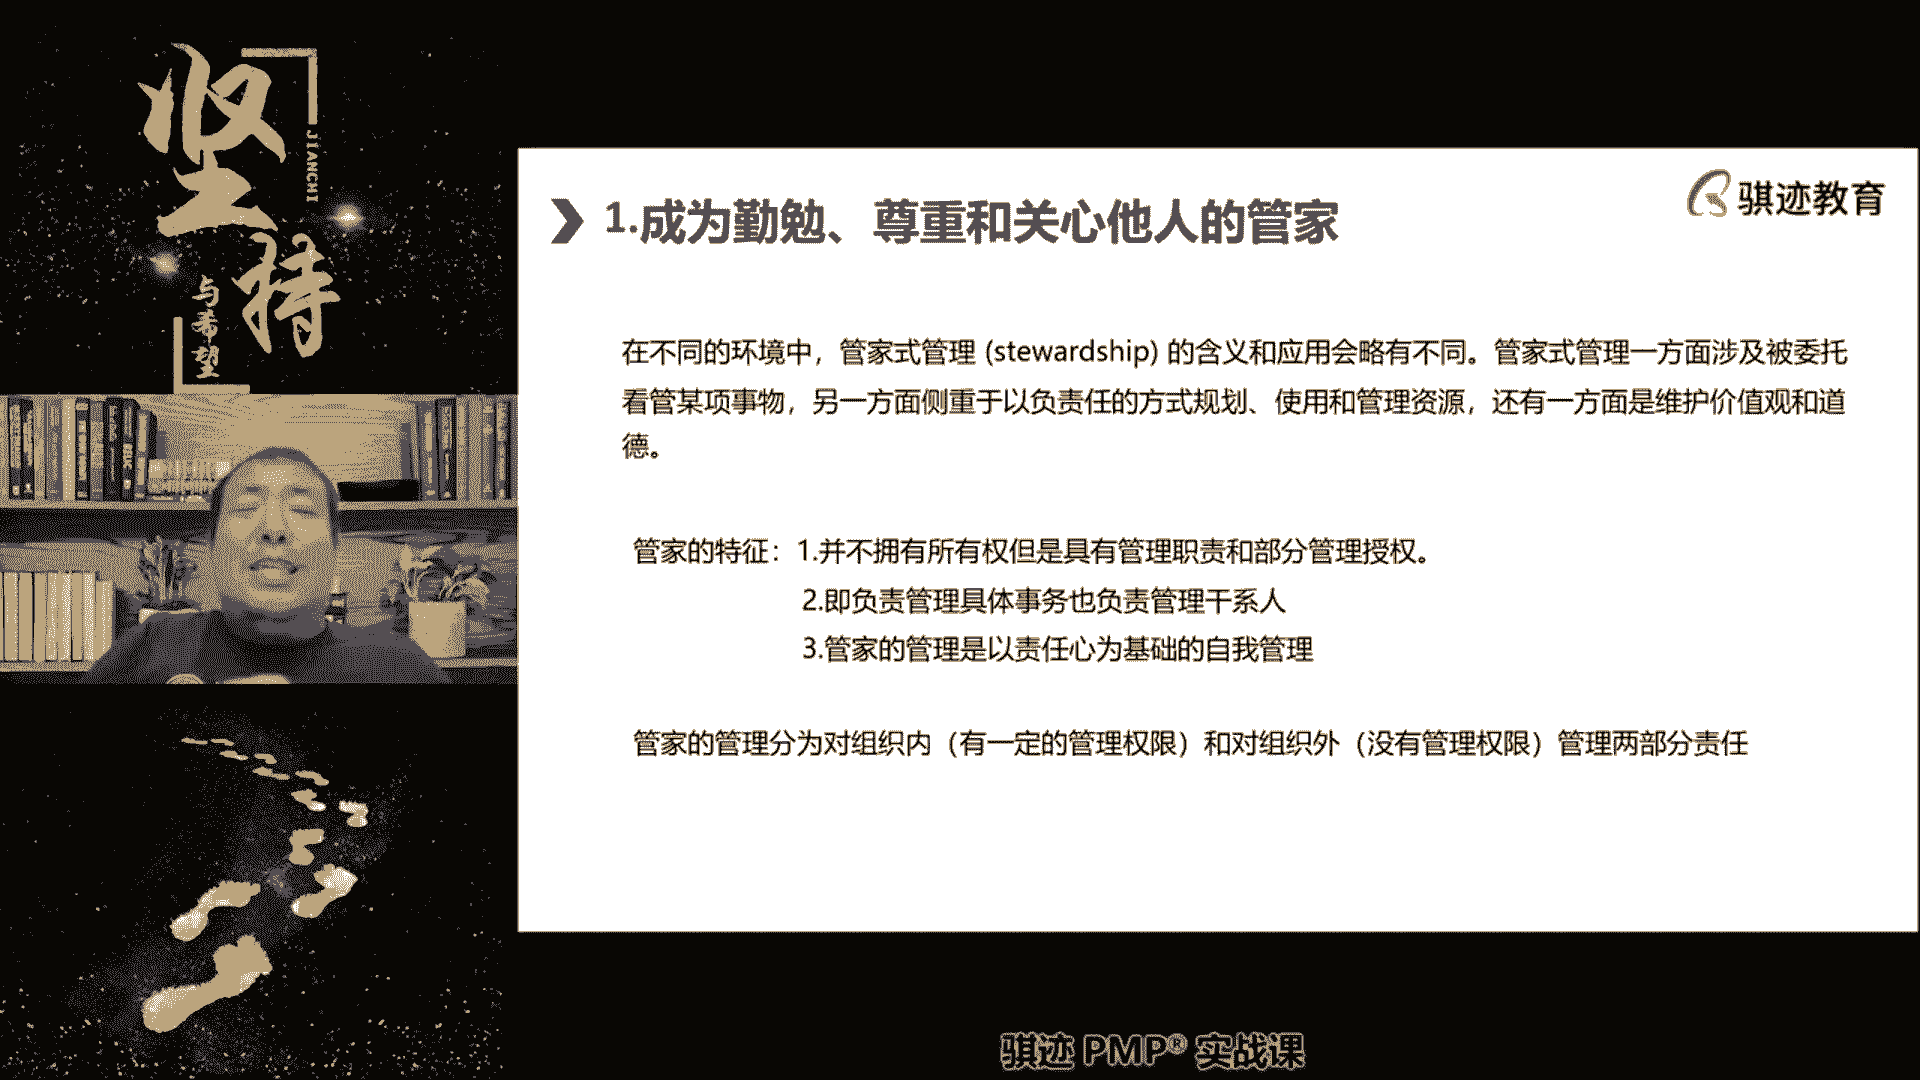 坚持
JIANCHI
与希望
骐迹教育
1.成为勤勉、尊重和关心他人的管家
在不同的环境中，管家式管理 (stewardship) 的含义和应用会略有不同。管家式管理一方面涉及被委托
看管某项事物，另一方面侧重于以负责任的方式规划、使用和管理资源，还有一方面是维护价值观和道
德。
管家的特征：1.并不拥有所有权但是具有管理职责和部分管理授权。
2.即负责管理具体事务也负责管理干系人
3.管家的管理是以责任心为基础的自我管理
管家的管理分为对组织内（有一定的管理权限）和对组织外（没有管理权限）管理两部分责任
骐迹 PMP® 实战课